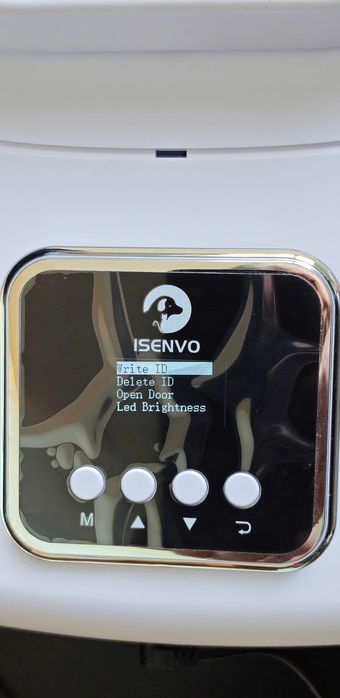 ISENVO
Write ID
Delete ID
Open Door
Led Brightness
M